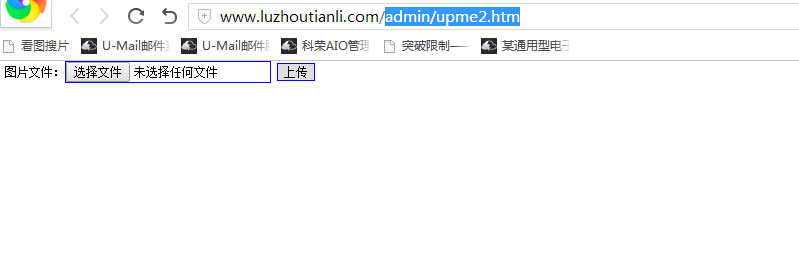 www.luzhoutianli.com/admin/upme2.htm
看图搜片 U-Mail邮件 U-Mail邮件 科荣AIO管理 突破限制一 某通用型电子
图片文件： 选择文件 未选择任何文件 上传